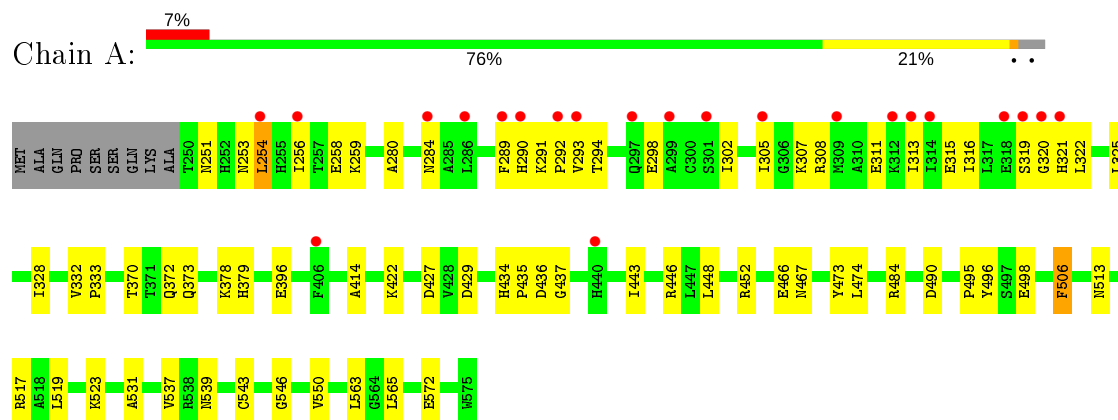 7%
Chain A:
76% 21% • •
MET ALA GLN PRO SER SER GLN LYS ALA T250 N251 H252 N253 L254 H255 I256 T257 E258 K259 A280 N284 A285 L286 F289 H290 K291 P292 V293 T294 Q297 E298 A299 C300 S301 I302 I305 G306 K307 R308 M309 A310 E311 K312 I313 I314 E315 I316 L317 E318 S319 G320 H321 L322 L325
I328 V332 P333 T370 T371 Q372 Q373 K378 H379 E396 F406 A414 K422 D427 V428 D429 H434 P435 D436 G437 H440 I443 R446 L447 L448 R452 E466 N467 Y473 L474 R484 D490 P495 Y496 S497 E498 F506 N513
R517 A518 L519 K523 A531 V537 R538 N539 C543 G546 V550 L563 G564 L565 E572 W575